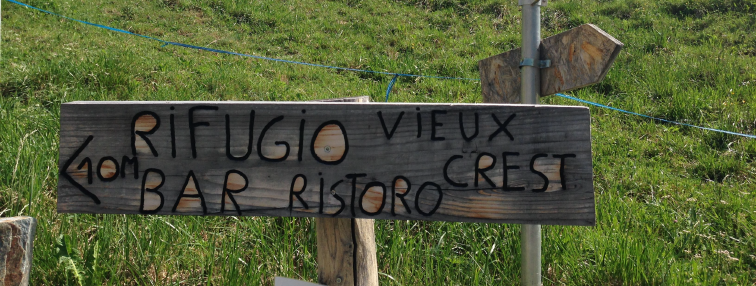 RiFUGiO ViEUX
CREST
10M BAR RiSTORO